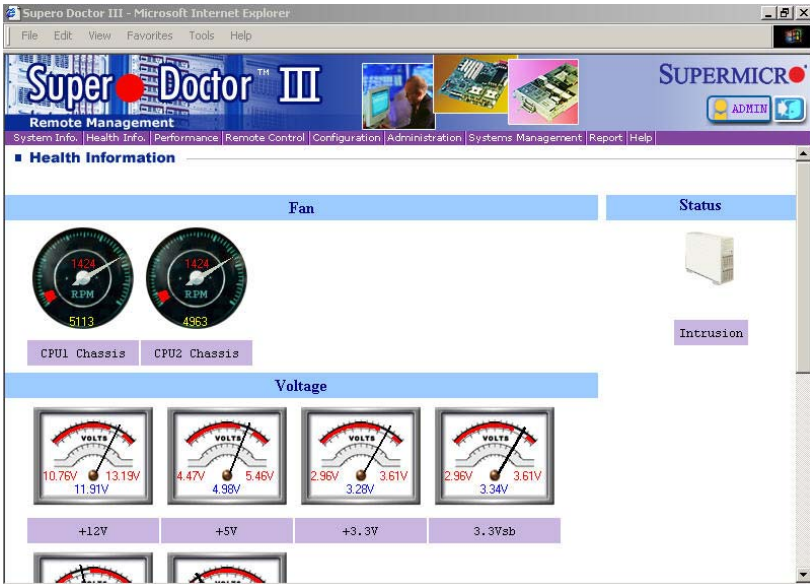 Supero Doctor III - Microsoft Internet Explorer
File Edit View Favorites Tools Help
Super Doctor™ III
Remote Management
SUPERMICRO
ADMIN
System Info. Health Info. Performance Remote Control Configuration Administration Systems Management Report Help
Health Information
Fan
Status
1424
RPM
5113
1424
RPM
4963
CPU1 Chassis
CPU2 Chassis
Intrusion
Voltage
VOLTS
10.76V 13.19V
11.91V
VOLTS
4.47V 5.46V
4.98V
VOLTS
2.96V 3.61V
3.28V
VOLTS
2.96V 3.61V
3.34V
+12V
+5V
+3.3V
3.3Vsb